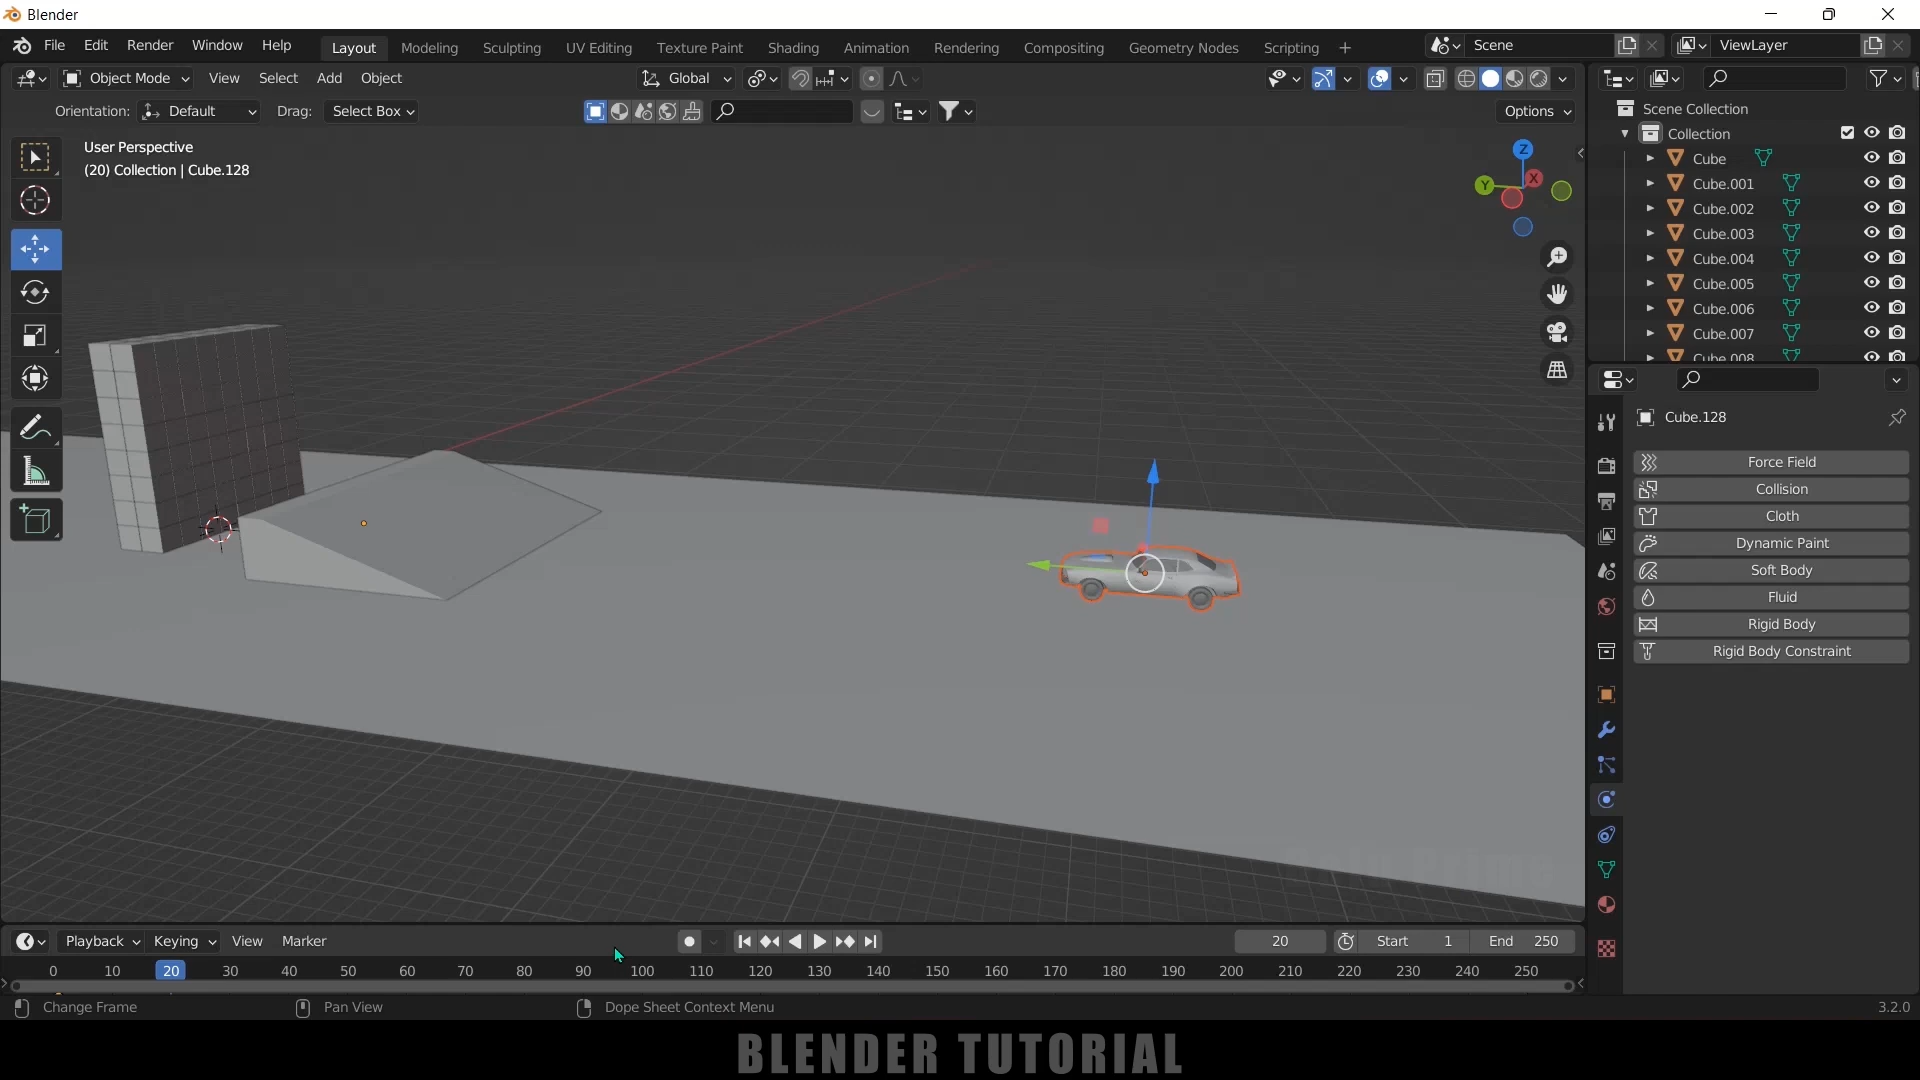 Blender
File Edit Render Window Help Layout Modeling Sculpting UV Editing Texture Paint Shading Animation Rendering Compositing Geometry Nodes Scripting + Scene ViewLayer
Object Mode View Select Add Object Global
Orientation: Default Drag: Select Box Options
User Perspective
(20) Collection | Cube.128
Z
Y X
Scene Collection
Collection
Cube
Cube.001
Cube.002
Cube.003
Cube.004
Cube.005
Cube.006
Cube.007
Cube.008
Cube.128
Force Field
Collision
Cloth
Dynamic Paint
Soft Body
Fluid
Rigid Body
Rigid Body Constraint
Playback Keying View Marker 20 Start 1 End 250
0 10 20 30 40 50 60 70 80 90 100 110 120 130 140 150 160 170 180 190 200 210 220 230 240 250
Change Frame Pan View Dope Sheet Context Menu 3.2.0
BLENDER TUTORIAL